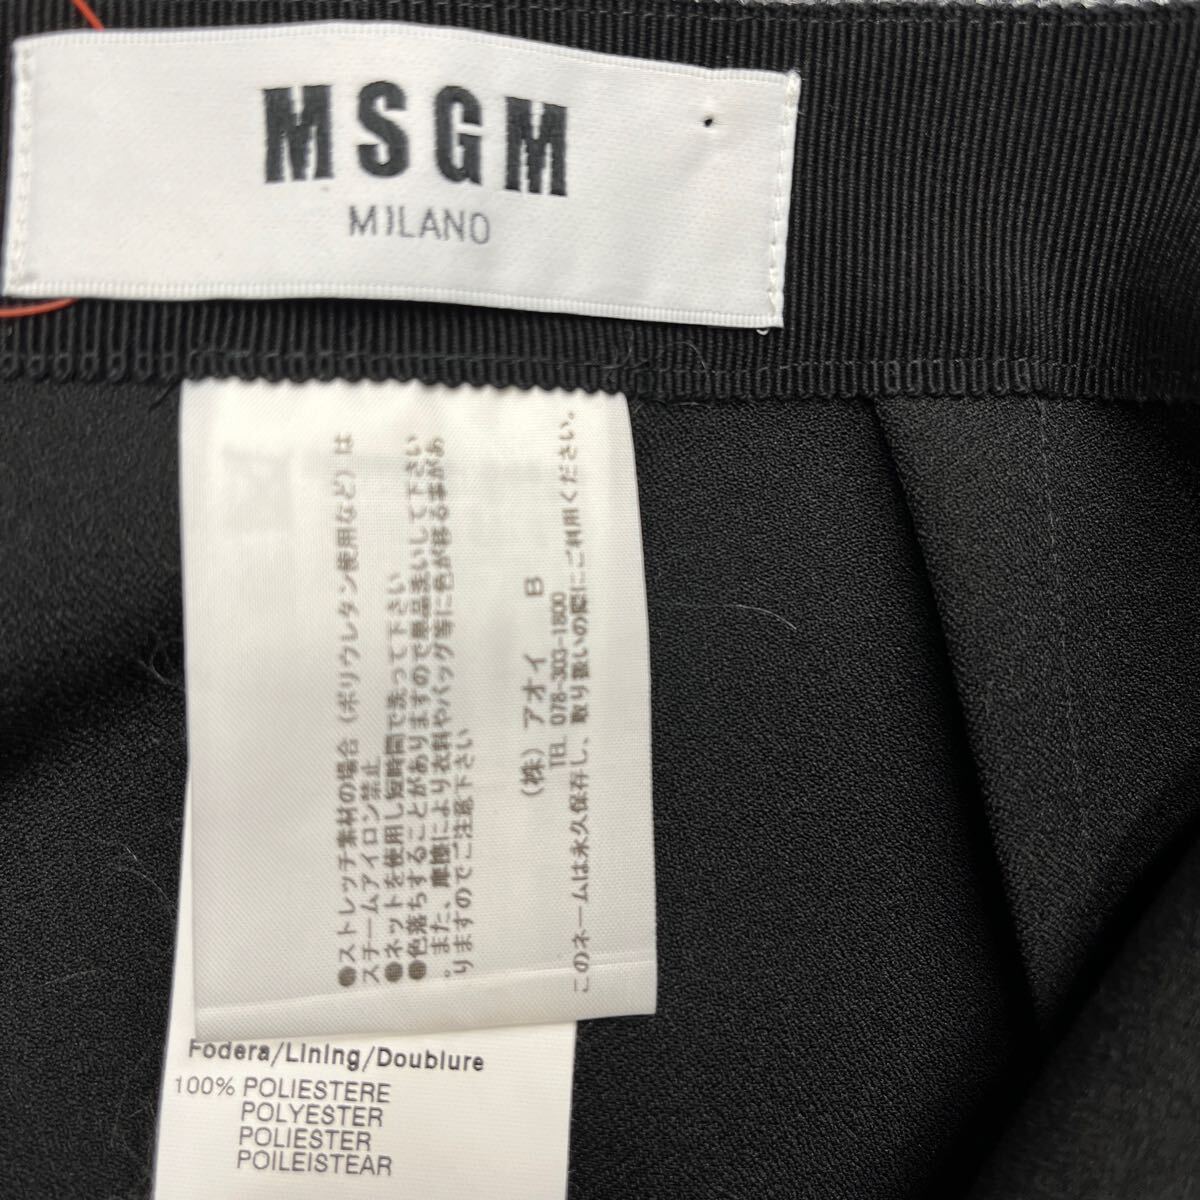 MSGM
MILANO
●ストレッチ素材の場合（ポリウレタン使用など）は
スチームアイロン禁止
●ネットを使用し短時間で洗って下さい
●色落ちすることがありますので単品洗いして下さい
。また、摩擦により衣料やバッグ等に色が移る事があ
りますのでご注意下さい
（株）アオイ B
TEL 078-303-1800
このネームは永久保存し、取り扱いの際にご利用ください。
Fodera/Lining/Doublure
100% POLIESTERE
POLYESTER
POLIESTER
POILEISTEAR